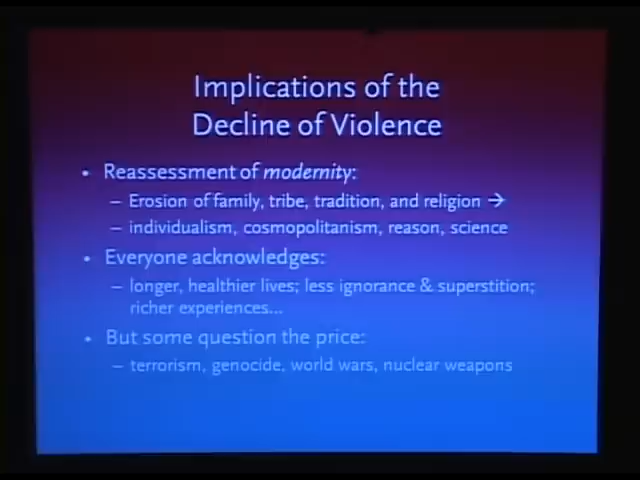 Implications of the
Decline of Violence
• Reassessment of modernity:
– Erosion of family, tribe, tradition, and religion →
– individualism, cosmopolitanism, reason, science
• Everyone acknowledges:
– longer, healthier lives; less ignorance & superstition;
richer experiences...
• But some question the price:
– terrorism, genocide, world wars, nuclear weapons